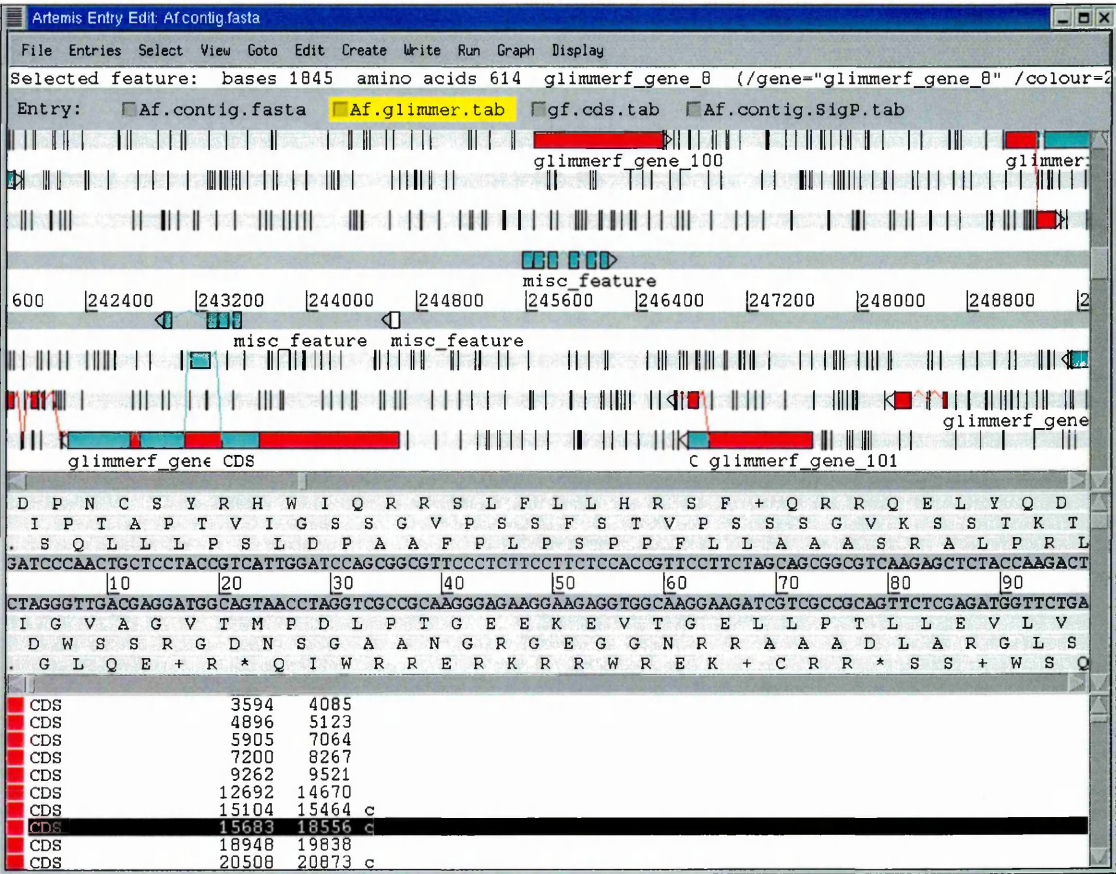 Artemis Entry Edit: Af.contig.fasta
File Entries Select View Goto Edit Create Write Run Graph Display
Selected feature: bases 1845 amino acids 614 glimmerf_gene_8 (/gene="glimmerf_gene_8" /colour=2
Entry: Af.contig.fasta Af.glimmer.tab gf.cds.tab Af.contig.SigP.tab
glimmerf_gene_100 glimmer
misc_feature
600 242400 243200 244000 244800 245600 246400 247200 248000 248800 2
misc_feature misc_feature
glimmerf_gene
glimmerf_gene CDS C glimmerf_gene_101
D P N C S Y R H W I Q R R S L F L L H R S F + Q R R Q E L Y Q D
I P T A P T V I G S S G V P S S F S T V P S S S S G V K S S T K T
. S Q L L L P S L D P A A F P L P S P P F L L A A A S R A L P R L
GATCCCAACTGCTCCTACCGTCATTGGATCCAGCGGCGTTCCCTCTTCCTTCTCCACCGTTCCTTCTAGCAGCGGCGTCAAGAGCTCTACCAAGACT
10 20 30 40 50 60 70 80 90
CTAGGGTTGACGAGGATGGCAGTAACCTAGGTCGCCGCAAGGGAGAAGGAAGAGGTGGCAAGGAAGATCGTCGCCGCAGTTCTCGAGATGGTTCTGA
I G V A G V T M P D L P T G E E K E V T G E L L P T L L E V L V
D W S S R G D N S G A A N G R G E G G N R R A A A D L A R G L S
. G L Q E + R * Q I W R R E R K R R W R E K + C R R * S S + W S Q
CDS 3594 4085
CDS 4896 5123
CDS 5905 7064
CDS 7200 8267
CDS 9262 9521
CDS 12692 14670
CDS 15104 15464 c
CDS 15683 18556 c
CDS 18948 19838
CDS 20508 20873 c